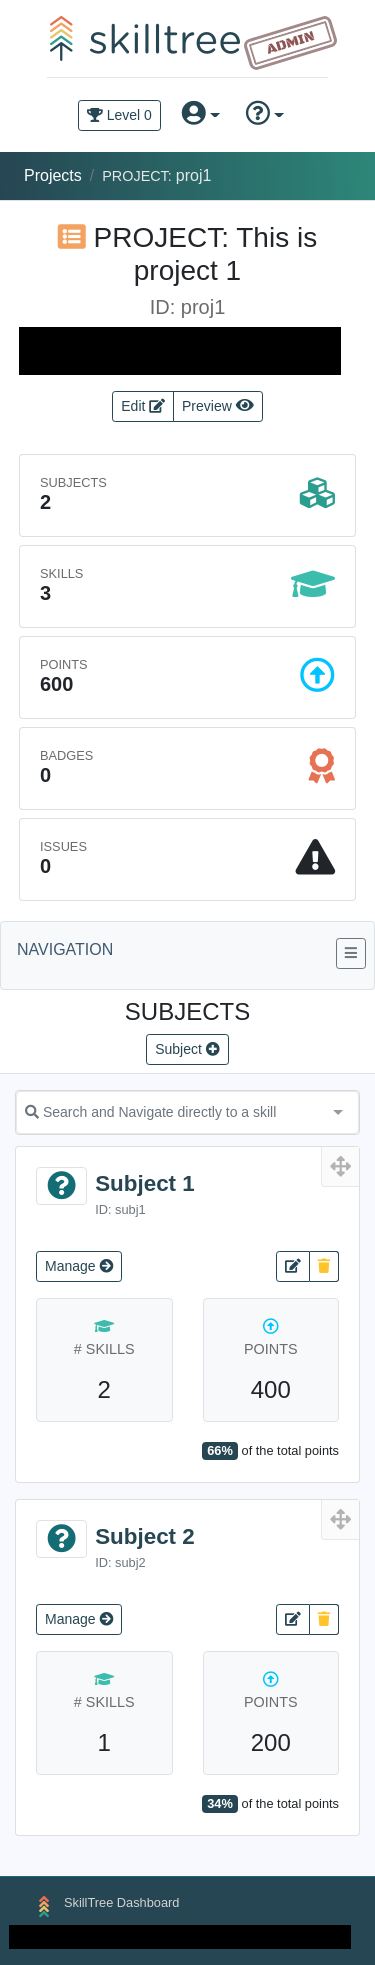 skilltree ADMIN
Level 0
Projects / PROJECT: proj1
PROJECT: This is
project 1
ID: proj1
Edit Preview
SUBJECTS
2
SKILLS
3
POINTS
600
BADGES
0
ISSUES
0
NAVIGATION
SUBJECTS
Subject
Search and Navigate directly to a skill
Subject 1
ID: subj1
Manage
# SKILLS POINTS
2 400
66% of the total points
Subject 2
ID: subj2
Manage
# SKILLS POINTS
1 200
34% of the total points
SkillTree Dashboard